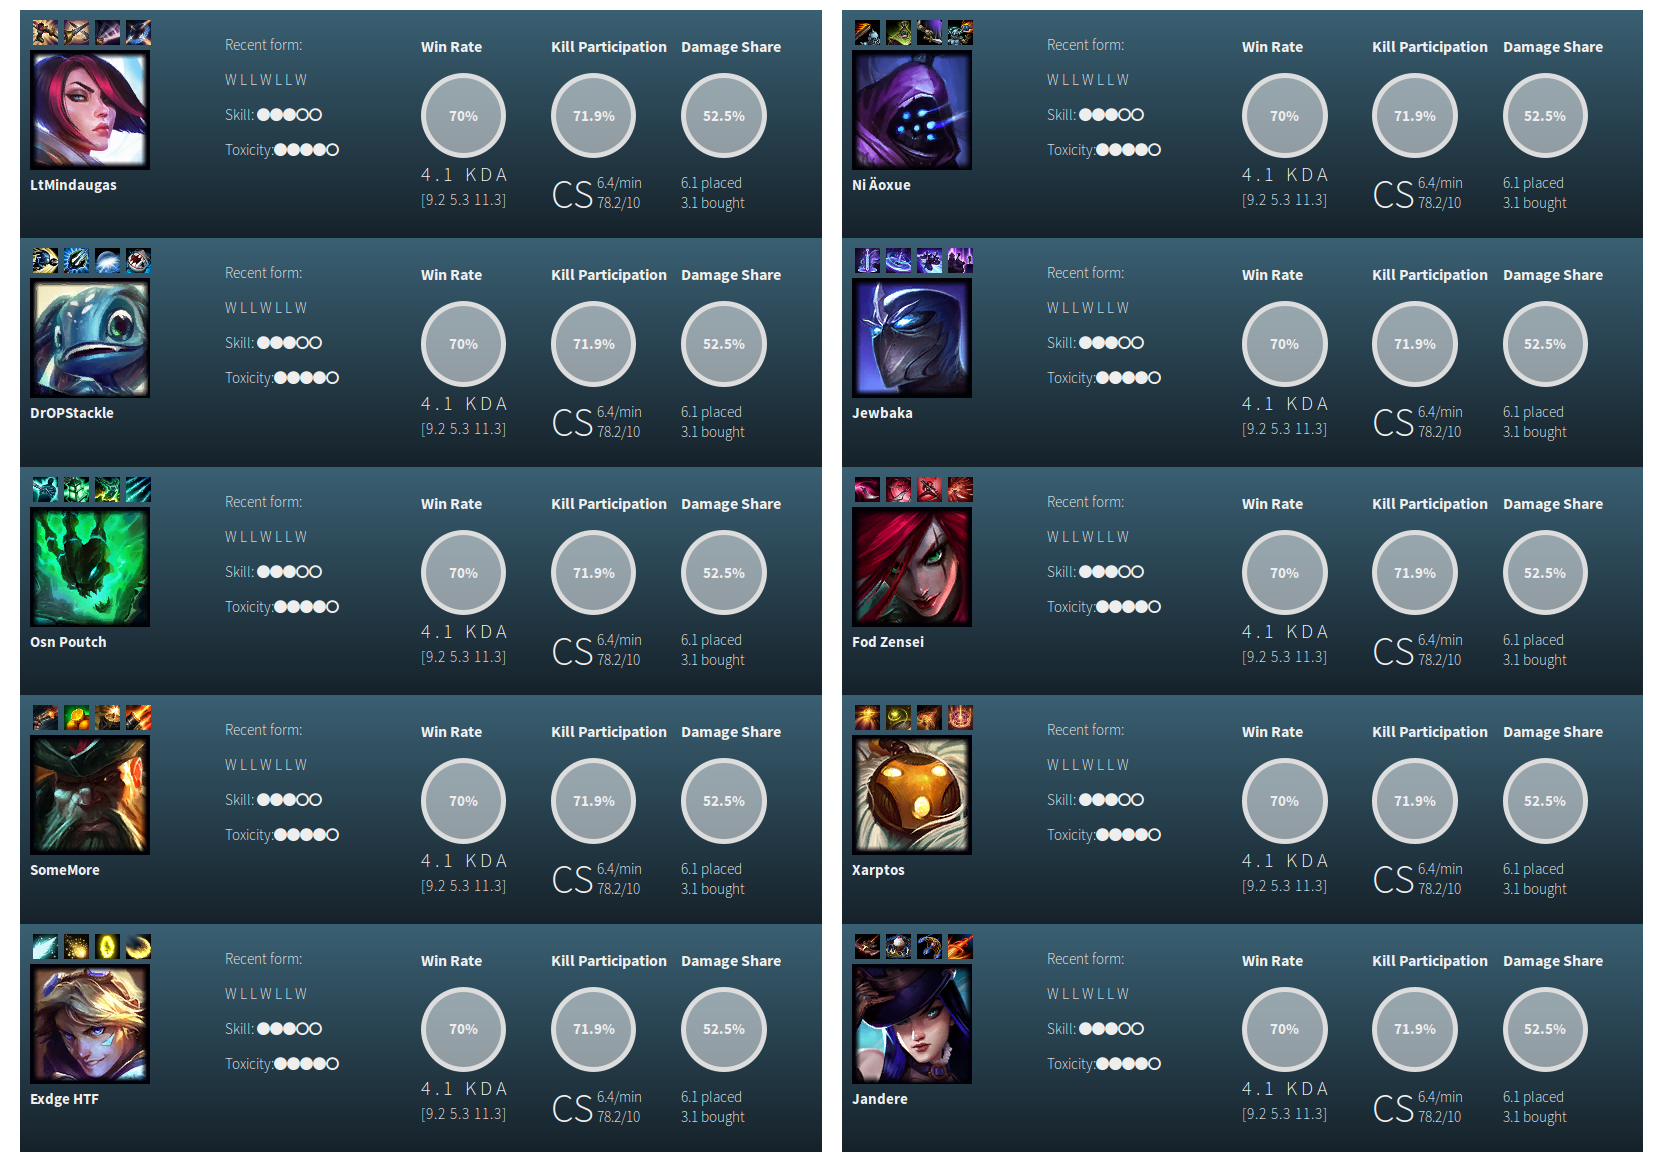 Recent form:
Win Rate
Kill Participation
Damage Share
W L L W L L W
Skill:
70%
71.9%
52.5%
Toxicity:
4.1 KDA
LtMindaugas
[9.2 5.3 11.3]
CS
6.4/min
78.2/10
6.1 placed
3.1 bought
Recent form:
Win Rate
Kill Participation
Damage Share
W L L W L L W
Skill:
70%
71.9%
52.5%
Toxicity:
4.1 KDA
Ni Äoxue
[9.2 5.3 11.3]
CS
6.4/min
78.2/10
6.1 placed
3.1 bought
Recent form:
Win Rate
Kill Participation
Damage Share
W L L W L L W
Skill:
70%
71.9%
52.5%
Toxicity:
4.1 KDA
DrOPStackle
[9.2 5.3 11.3]
CS
6.4/min
78.2/10
6.1 placed
3.1 bought
Recent form:
Win Rate
Kill Participation
Damage Share
W L L W L L W
Skill:
70%
71.9%
52.5%
Toxicity:
4.1 KDA
Jewbaka
[9.2 5.3 11.3]
CS
6.4/min
78.2/10
6.1 placed
3.1 bought
Recent form:
Win Rate
Kill Participation
Damage Share
W L L W L L W
Skill:
70%
71.9%
52.5%
Toxicity:
4.1 KDA
Osn Poutch
[9.2 5.3 11.3]
CS
6.4/min
78.2/10
6.1 placed
3.1 bought
Recent form:
Win Rate
Kill Participation
Damage Share
W L L W L L W
Skill:
70%
71.9%
52.5%
Toxicity:
4.1 KDA
Fod Zensei
[9.2 5.3 11.3]
CS
6.4/min
78.2/10
6.1 placed
3.1 bought
Recent form:
Win Rate
Kill Participation
Damage Share
W L L W L L W
Skill:
70%
71.9%
52.5%
Toxicity:
4.1 KDA
SomeMore
[9.2 5.3 11.3]
CS
6.4/min
78.2/10
6.1 placed
3.1 bought
Recent form:
Win Rate
Kill Participation
Damage Share
W L L W L L W
Skill:
70%
71.9%
52.5%
Toxicity:
4.1 KDA
Xarptos
[9.2 5.3 11.3]
CS
6.4/min
78.2/10
6.1 placed
3.1 bought
Recent form:
Win Rate
Kill Participation
Damage Share
W L L W L L W
Skill:
70%
71.9%
52.5%
Toxicity:
4.1 KDA
Exdge HTF
[9.2 5.3 11.3]
CS
6.4/min
78.2/10
6.1 placed
3.1 bought
Recent form:
Win Rate
Kill Participation
Damage Share
W L L W L L W
Skill:
70%
71.9%
52.5%
Toxicity:
4.1 KDA
Jandere
[9.2 5.3 11.3]
CS
6.4/min
78.2/10
6.1 placed
3.1 bought